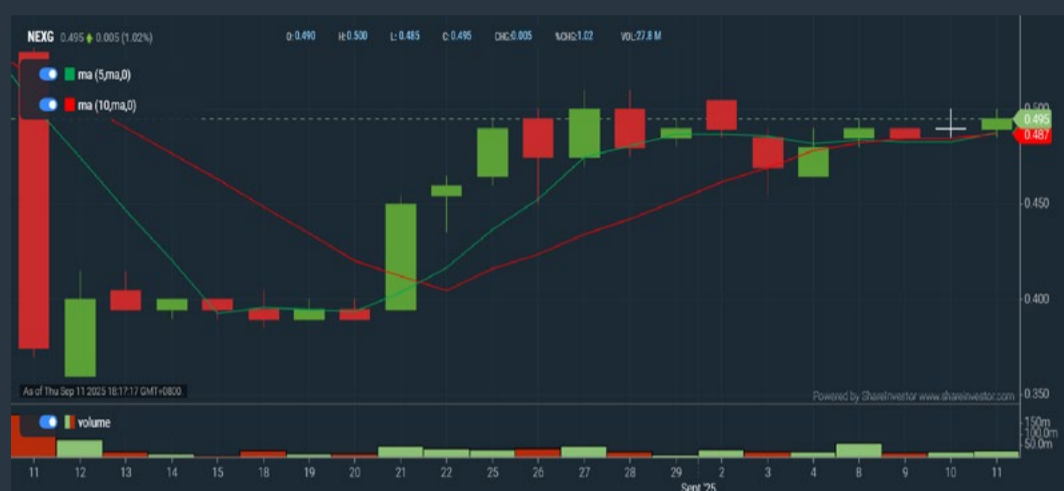 NEXG 0.495 0.005 (1.02%) O:0.490 H:0.500 L:0.485 C:0.495 CHG:0.005 %CHG:1.02 VOL:27.8 M
ma (5,ma,0)
ma (10,ma,0)
0.500
0.495
0.487
0.450
0.400
0.350
As of Thu Sep 11 2025 18:17:17 GMT+0800
Powered by ShareInvestor www.shareinvestor.com
volume
150m
100.0m
50.0m
11 12 13 14 15 18 19 20 21 22 25 26 27 28 29 2 3 4 8 9 10 11
Sept '25